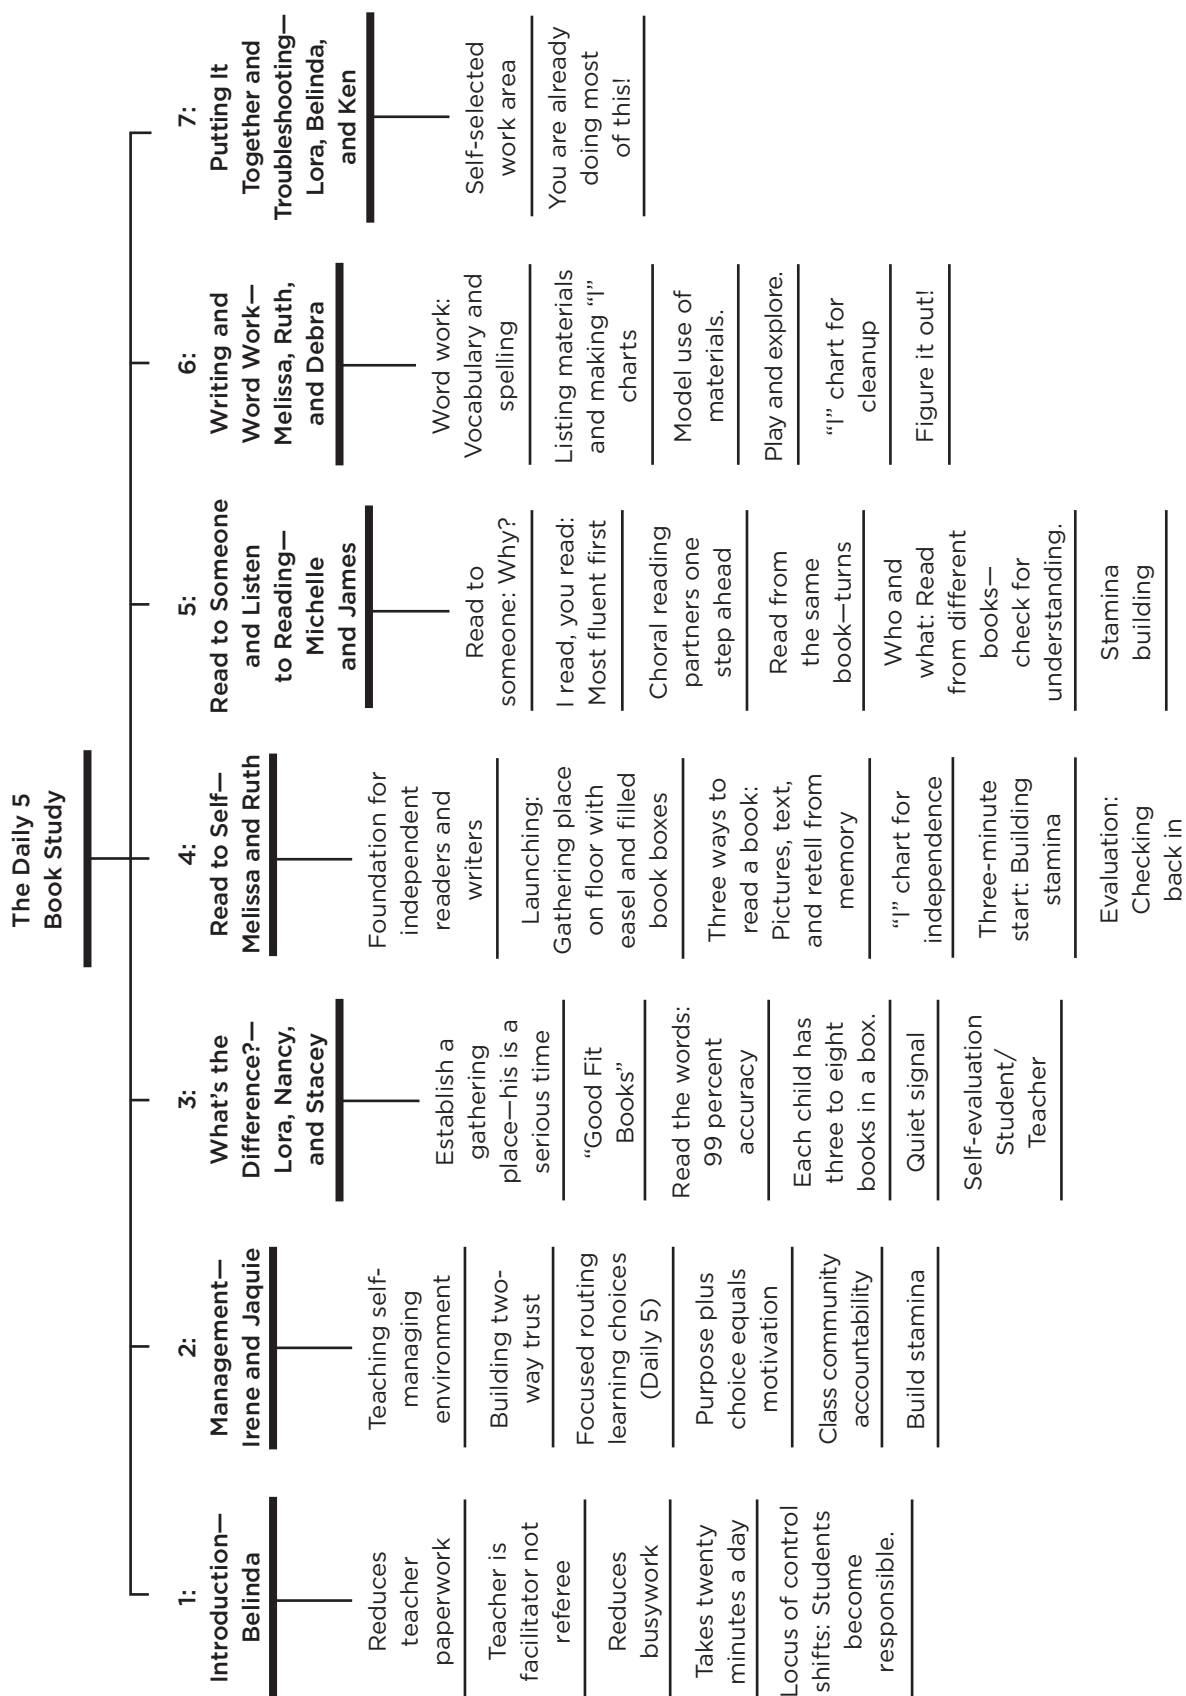 The Daily 5
Book Study
1:
Introduction—
Belinda
Reduces
teacher
paperwork
Teacher is
facilitator not
referee
Reduces
busywork
Takes twenty
minutes a day
Locus of control
shifts: Students
become
responsible.
2:
Management—
Irene and Jaquie
Teaching self-
managing
environment
Building two-
way trust
Focused routing
learning choices
(Daily 5)
Purpose plus
choice equals
motivation
Class community
accountability
Build stamina
3:
What’s the
Difference?—
Lora, Nancy,
and Stacey
Establish a
gathering
place—his is a
serious time
“Good Fit
Books”
Read the words:
99 percent
accuracy
Each child has
three to eight
books in a box.
Quiet signal
Self-evaluation
Student/
Teacher
4:
Read to Self—
Melissa and Ruth
Foundation for
independent
readers and
writers
Launching:
Gathering place
on floor with
easel and filled
book boxes
Three ways to
read a book:
Pictures, text,
and retell from
memory
“I” chart for
independence
Three-minute
start: Building
stamina
Evaluation:
Checking
back in
5:
Read to Someone
and Listen
to Reading—
Michelle
and James
Read to
someone: Why?
I read, you read:
Most fluent first
Choral reading
partners one
step ahead
Read from
the same
book—turns
Who and
what: Read
from different
books—
check for
understanding.
Stamina
building
6:
Writing and
Word Work—
Melissa, Ruth,
and Debra
Word work:
Vocabulary and
spelling
Listing materials
and making “I”
charts
Model use of
materials.
Play and explore.
“I” chart for
cleanup
Figure it out!
7:
Putting It
Together and
Troubleshooting—
Lora, Belinda,
and Ken
Self-selected
work area
You are already
doing most
of this!